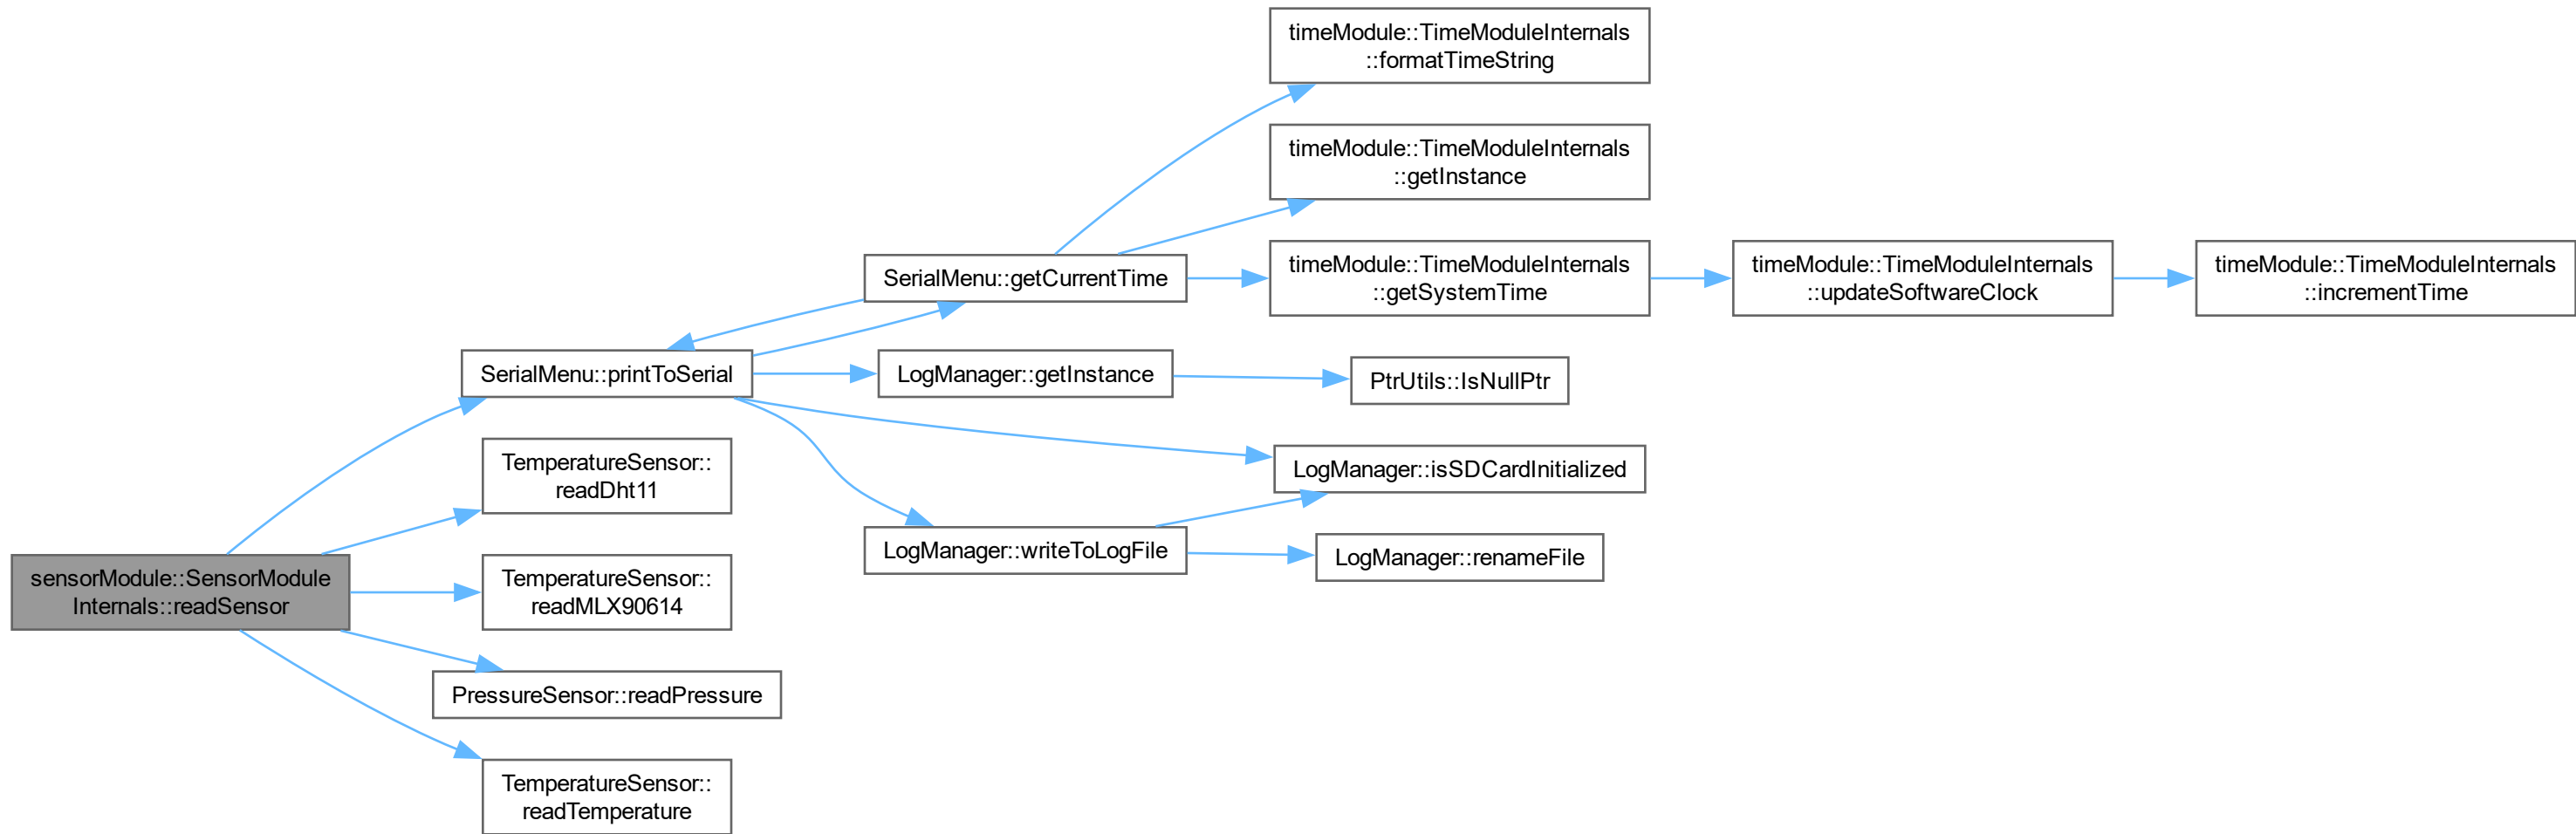 timeModule::TimeModuleInternals
::formatTimeString
timeModule::TimeModuleInternals
::getInstance
SerialMenu::getCurrentTime
timeModule::TimeModuleInternals
::getSystemTime
timeModule::TimeModuleInternals
::updateSoftwareClock
timeModule::TimeModuleInternals
::incrementTime
SerialMenu::printToSerial
LogManager::getInstance
PtrUtils::IsNullPtr
TemperatureSensor::
readDht11
LogManager::isSDCardInitialized
LogManager::writeToLogFile
LogManager::renameFile
sensorModule::SensorModule
Internals::readSensor
TemperatureSensor::
readMLX90614
PressureSensor::readPressure
TemperatureSensor::
readTemperature